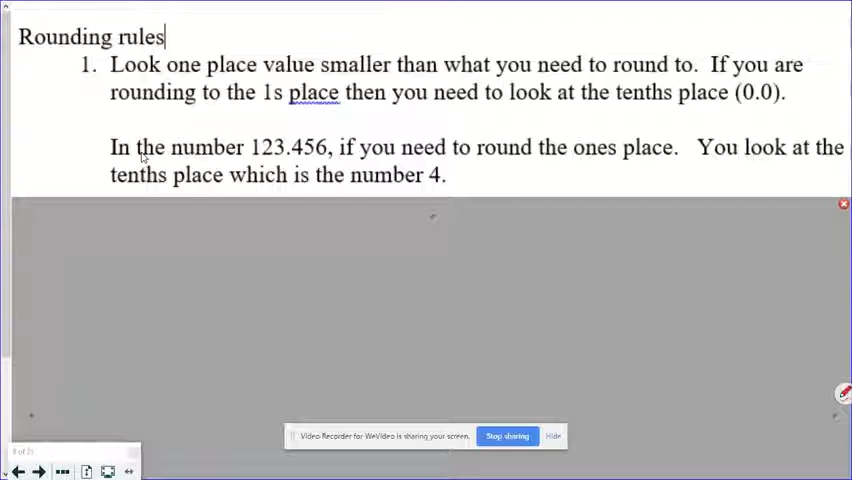 Rounding rules
1. Look one place value smaller than what you need to round to. If you are
rounding to the 1s place then you need to look at the tenths place (0.0).
In the number 123.456, if you need to round the ones place. You look at the
tenths place which is the number 4.
Video Recorder for WeVideo is sharing your screen. Stop sharing Hide